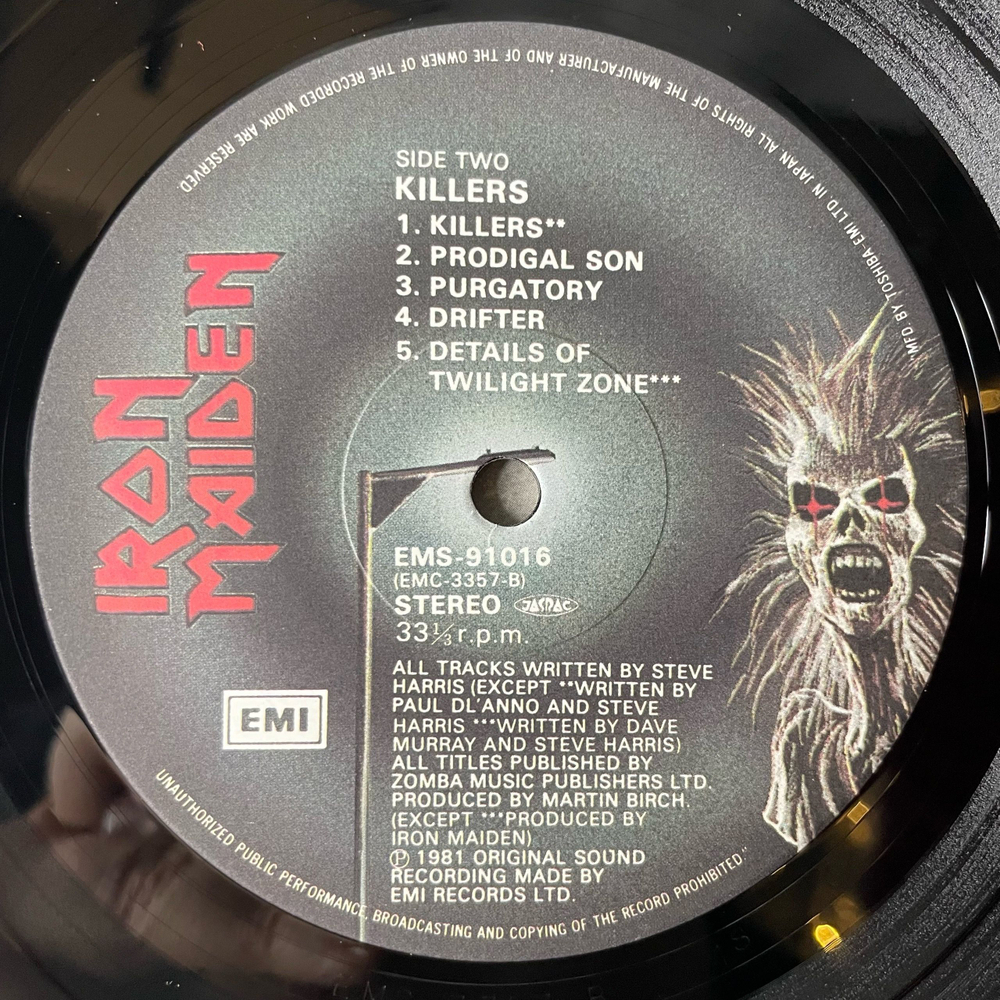 SIDE TWO
KILLERS
1. KILLERS**
2. PRODIGAL SON
3. PURGATORY
4. DRIFTER
5. DETAILS OF
TWILIGHT ZONE***
IRON
MAIDEN
EMS-91016
(EMC-3357-B)
STEREO JASRAC
33⅓ r.p.m.
EMI
ALL TRACKS WRITTEN BY STEVE
HARRIS (EXCEPT **WRITTEN BY
PAUL DL'ANNO AND STEVE
HARRIS ***WRITTEN BY DAVE
MURRAY AND STEVE HARRIS)
ALL TITLES PUBLISHED BY
ZOMBA MUSIC PUBLISHERS LTD.
PRODUCED BY MARTIN BIRCH.
(EXCEPT ***PRODUCED BY
IRON MAIDEN)
Ⓟ 1981 ORIGINAL SOUND
RECORDING MADE BY
EMI RECORDS LTD.
"MFD. BY TOSHIBA-EMI LTD IN JAPAN ALL RIGHTS OF THE MANUFACTURER AND OF THE OWNER OF THE RECORDED WORK ARE RESERVED
UNAUTHORIZED PUBLIC PERFORMANCE, BROADCASTING AND COPYING OF THE RECORD PROHIBITED."